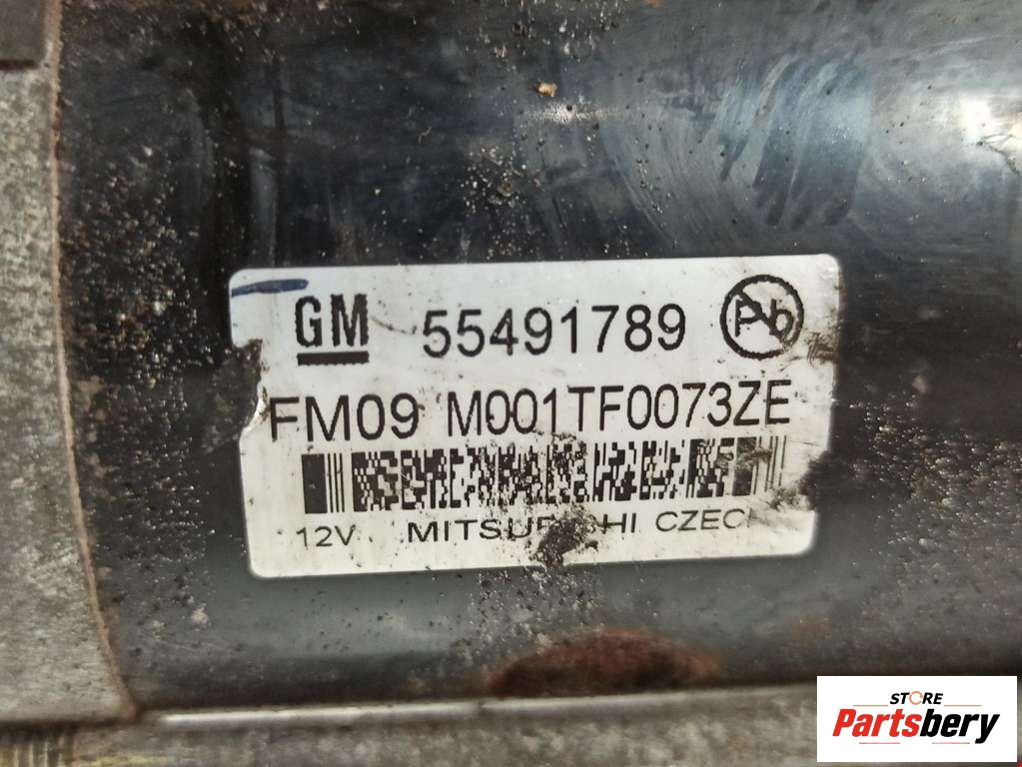 GM 55491789 Pb
FM09 M001TF0073ZE
12V
STORE
Partsbery